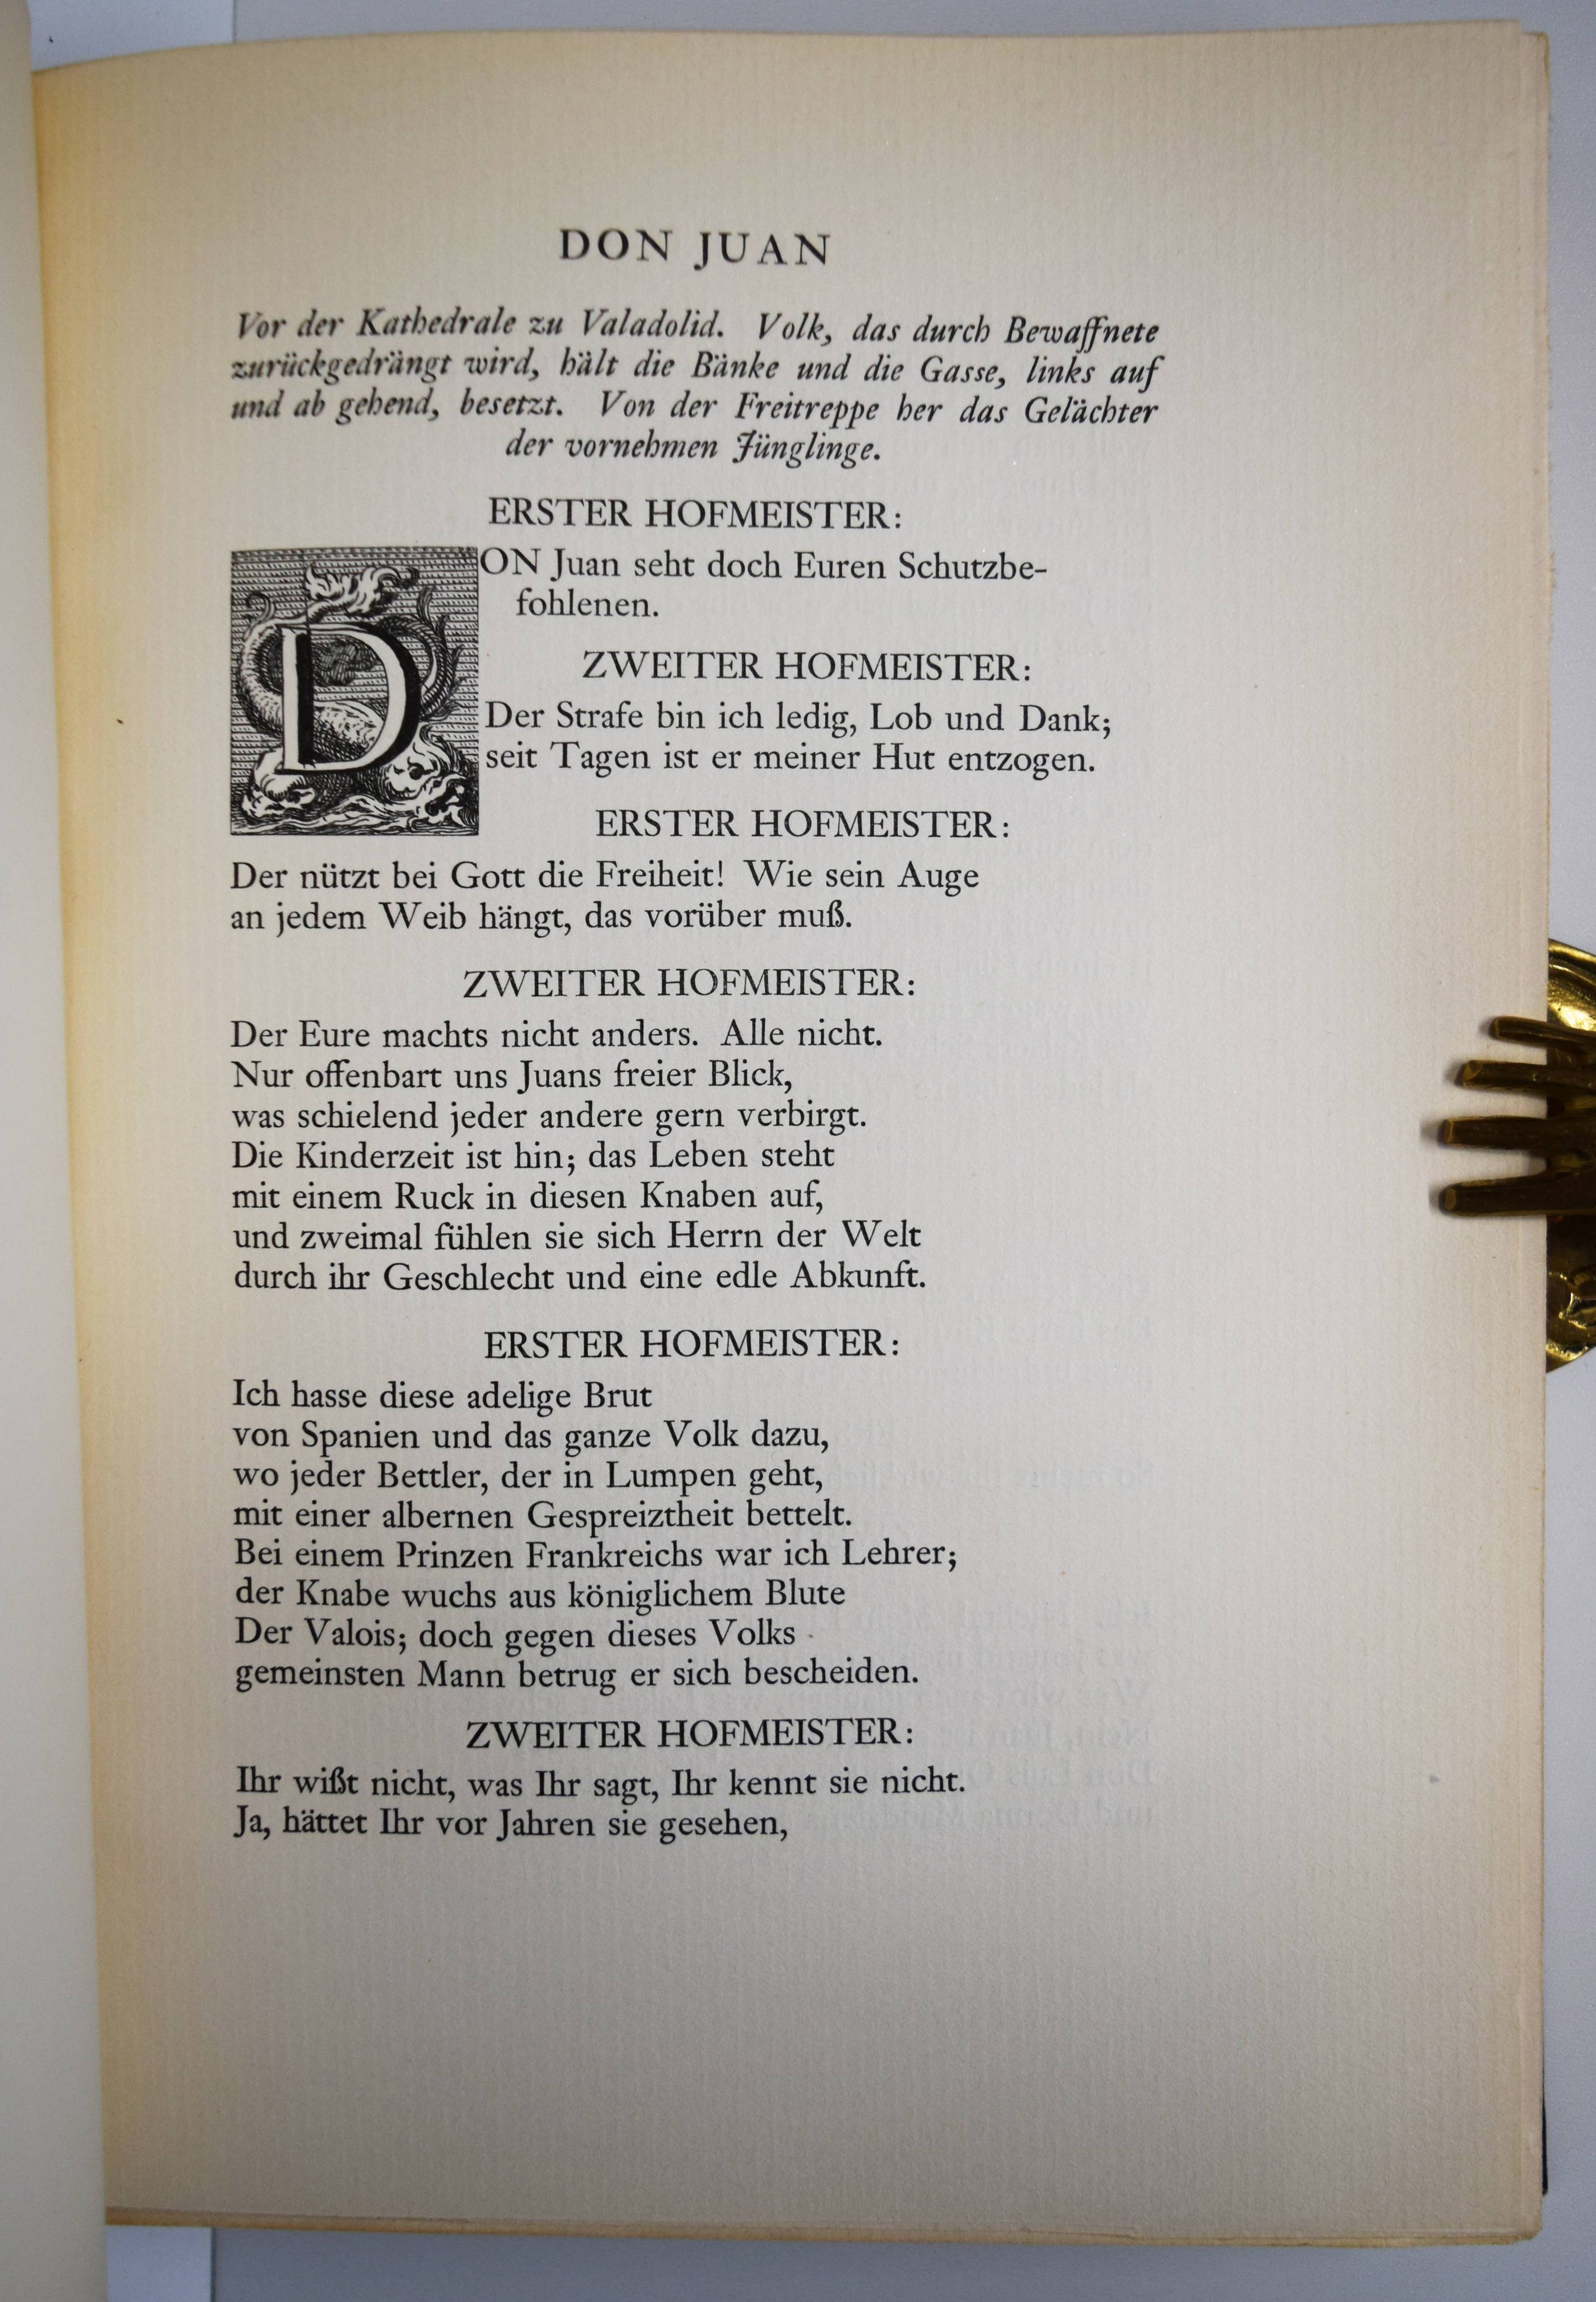 DON JUAN
Vor der Kathedrale zu Valadolid. Volk, das durch Bewaffnete
zurückgedrängt wird, hält die Bänke und die Gasse, links auf
und ab gehend, besetzt. Von der Freitreppe her das Gelächter
der vornehmen Jünglinge.
ERSTER HOFMEISTER:
DON Juan seht doch Euren Schutzbe-
fohlenen.
ZWEITER HOFMEISTER:
Der Strafe bin ich ledig, Lob und Dank;
seit Tagen ist er meiner Hut entzogen.
ERSTER HOFMEISTER:
Der nützt bei Gott die Freiheit! Wie sein Auge
an jedem Weib hängt, das vorüber muß.
ZWEITER HOFMEISTER:
Der Eure machts nicht anders. Alle nicht.
Nur offenbart uns Juans freier Blick,
was schielend jeder andere gern verbirgt.
Die Kinderzeit ist hin; das Leben steht
mit einem Ruck in diesen Knaben auf,
und zweimal fühlen sie sich Herrn der Welt
durch ihr Geschlecht und eine edle Abkunft.
ERSTER HOFMEISTER:
Ich hasse diese adelige Brut
von Spanien und das ganze Volk dazu,
wo jeder Bettler, der in Lumpen geht,
mit einer albernen Gespreiztheit bettelt.
Bei einem Prinzen Frankreichs war ich Lehrer;
der Knabe wuchs aus königlichem Blute
Der Valois; doch gegen dieses Volks
gemeinsten Mann betrug er sich bescheiden.
ZWEITER HOFMEISTER:
Ihr wißt nicht, was Ihr sagt, Ihr kennt sie nicht.
Ja, hättet Ihr vor Jahren sie gesehen,